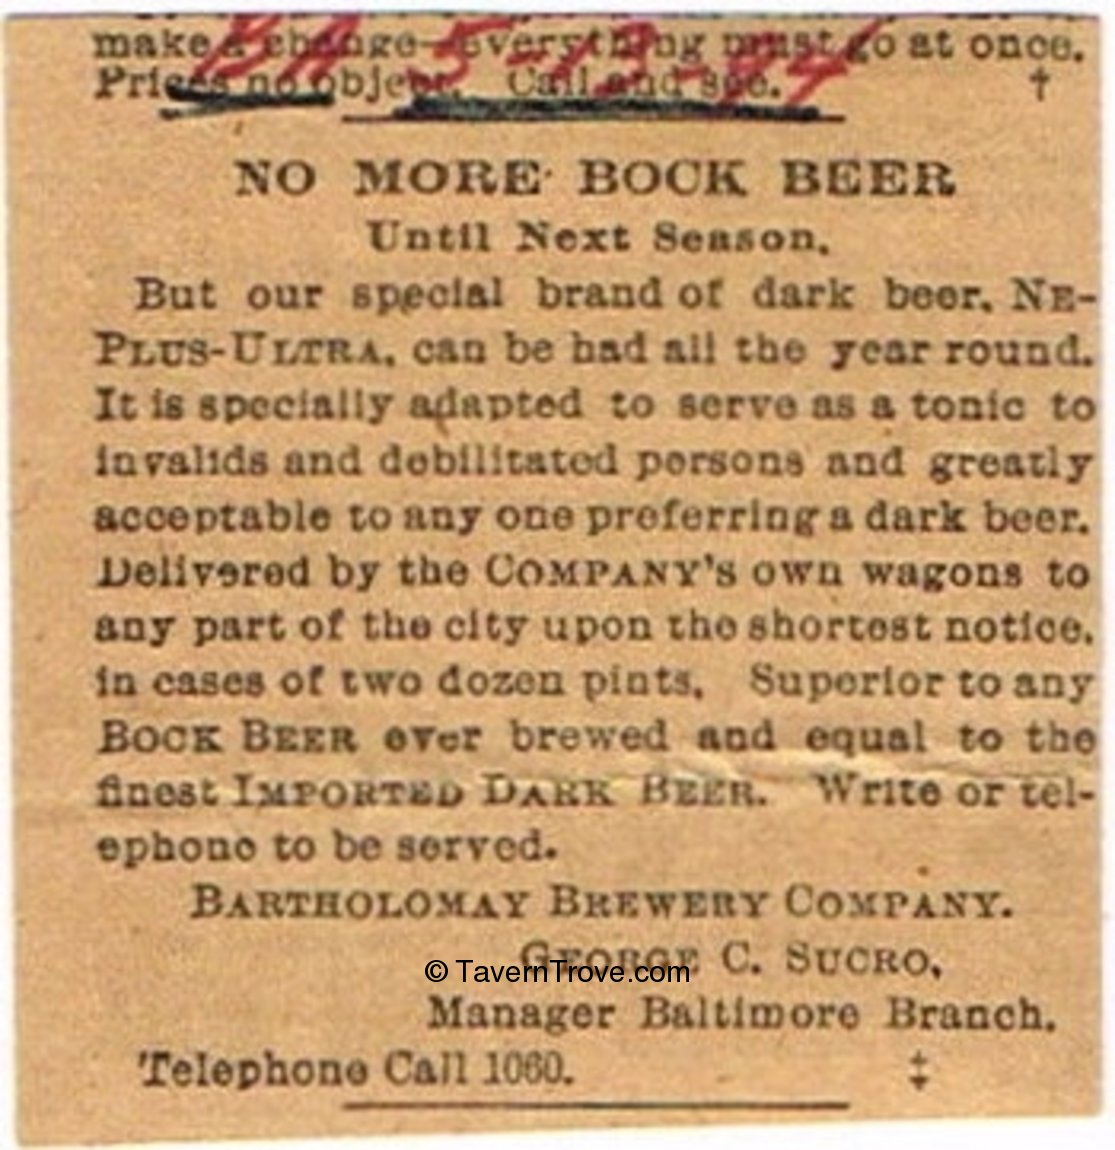 make a change—everything must go at once.
Prices no object. Call and see. †
BA 5-13-94
NO MORE BOCK BEER
Until Next Season.
But our special brand of dark beer, NE-
PLUS-ULTRA, can be had all the year round.
It is specially adapted to serve as a tonic to
invalids and debilitated persons and greatly
acceptable to any one preferring a dark beer.
Delivered by the COMPANY'S own wagons to
any part of the city upon the shortest notice,
in cases of two dozen pints. Superior to any
BOCK BEER ever brewed and equal to the
finest IMPORTED DARK BEER. Write or tel-
ephone to be served.
BARTHOLOMAY BREWERY COMPANY.
GEORGE C. SUCRO,
© TavernTrove.com
Manager Baltimore Branch.
Telephone Call 1060. ‡